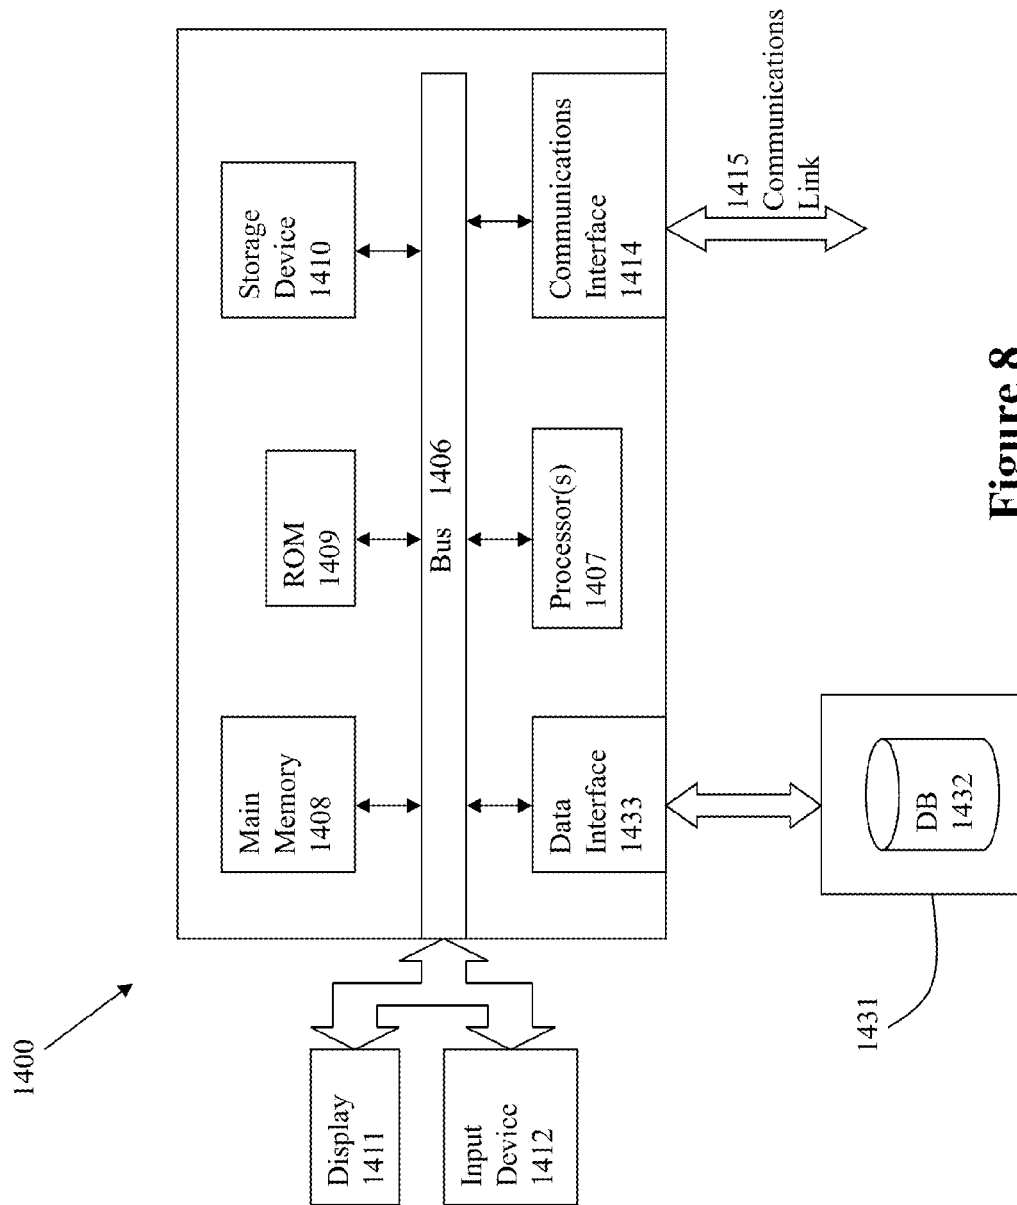 1400
Display
1411
Input
Device
1412
Main
Memory
1408
ROM
1409
Storage
Device
1410
Bus 1406
Data
Interface
1433
Processor(s)
1407
Communications
Interface
1414
1415
Communications
Link
DB
1432
1431
Figure 8